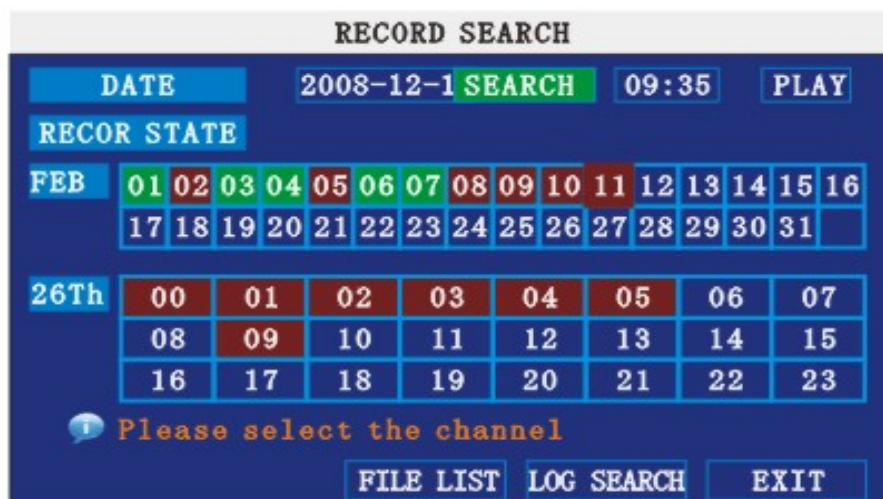 RECORD SEARCH
DATE 2008-12-1 SEARCH 09:35 PLAY
RECOR STATE
FEB 01 02 03 04 05 06 07 08 09 10 11 12 13 14 15 16
17 18 19 20 21 22 23 24 25 26 27 28 29 30 31
26Th 00 01 02 03 04 05 06 07
08 09 10 11 12 13 14 15
16 17 18 19 20 21 22 23
Please select the channel
FILE LIST LOG SEARCH EXIT